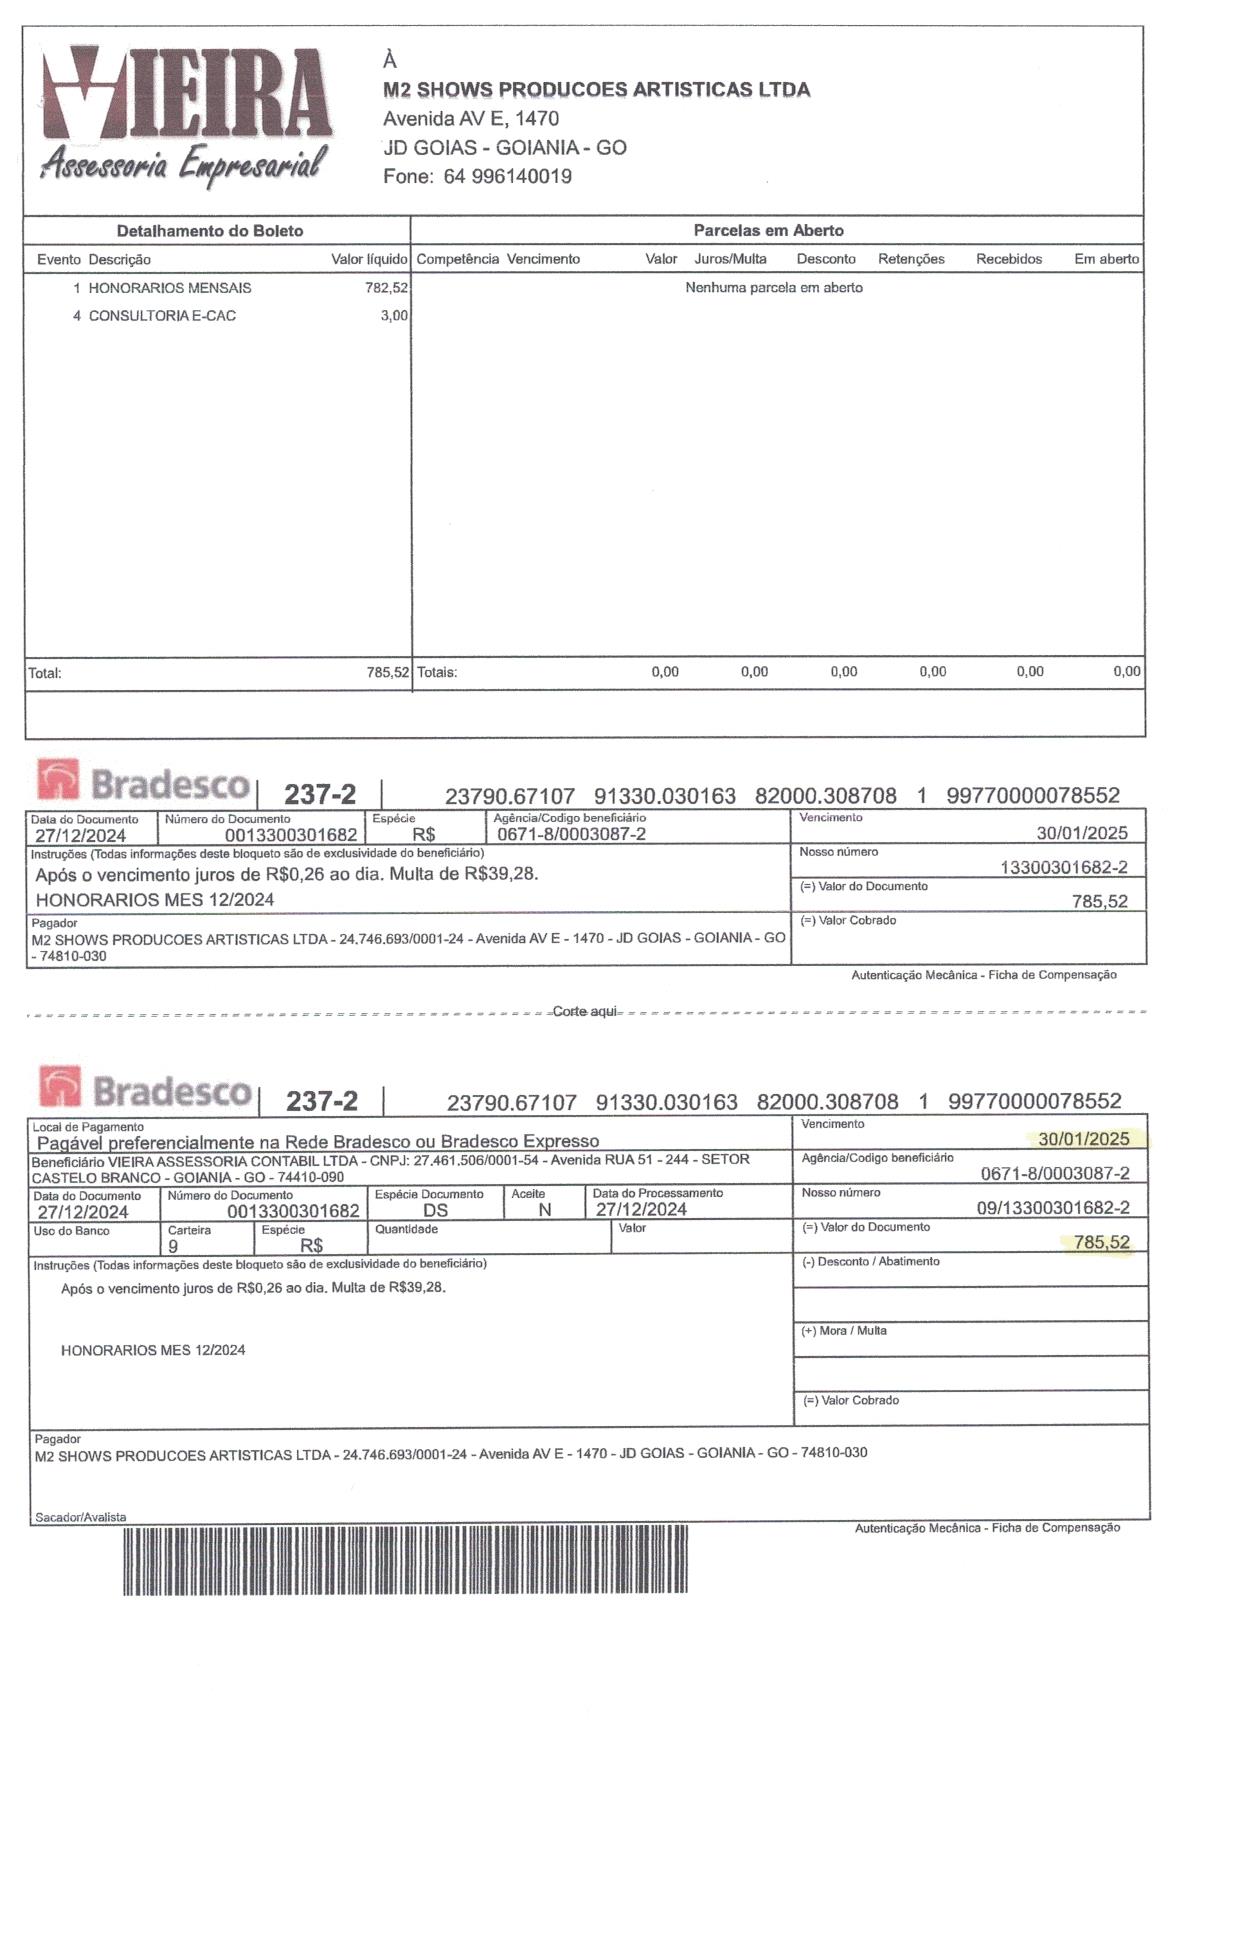 VIEIRA
Assessoria Empresarial
À
M2 SHOWS PRODUCOES ARTISTICAS LTDA
Avenida AV E, 1470
JD GOIAS - GOIANIA - GO
Fone: 64 996140019
Detalhamento do Boleto Parcelas em Aberto
Evento Descrição Valor líquido Competência Vencimento Valor Juros/Multa Desconto Retenções Recebidos Em aberto
1 HONORARIOS MENSAIS 782,52 Nenhuma parcela em aberto
4 CONSULTORIA E-CAC 3,00
Total: 785,52 Totais: 0,00 0,00 0,00 0,00 0,00 0,00
Bradesco 237-2 23790.67107 91330.030163 82000.308708 1 99770000078552
Data do Documento Número do Documento Espécie Agência/Codigo beneficiário Vencimento
27/12/2024 0013300301682 R$ 0671-8/0003087-2 30/01/2025
Instruções (Todas informações deste bloqueto são de exclusividade do beneficiário) Nosso número
Após o vencimento juros de R$0,26 ao dia. Multa de R$39,28. 13300301682-2
(=) Valor do Documento
HONORARIOS MES 12/2024 785,52
Pagador (=) Valor Cobrado
M2 SHOWS PRODUCOES ARTISTICAS LTDA - 24.746.693/0001-24 - Avenida AV E - 1470 - JD GOIAS - GOIANIA - GO
- 74810-030
Autenticação Mecânica - Ficha de Compensação
Corte aqui
Bradesco 237-2 23790.67107 91330.030163 82000.308708 1 99770000078552
Local de Pagamento Vencimento
Pagável preferencialmente na Rede Bradesco ou Bradesco Expresso 30/01/2025
Beneficiário VIEIRA ASSESSORIA CONTABIL LTDA - CNPJ: 27.461.506/0001-54 - Avenida RUA 51 - 244 - SETOR Agência/Codigo beneficiário
CASTELO BRANCO - GOIANIA - GO - 74410-090 0671-8/0003087-2
Data do Documento Número do Documento Espécie Documento Aceite Data do Processamento Nosso número
27/12/2024 0013300301682 DS N 27/12/2024 09/13300301682-2
Uso do Banco Carteira Espécie Quantidade Valor (=) Valor do Documento
9 R$ 785,52
Instruções (Todas informações deste bloqueto são de exclusividade do beneficiário) (-) Desconto / Abatimento
Após o vencimento juros de R$0,26 ao dia. Multa de R$39,28.
(+) Mora / Multa
HONORARIOS MES 12/2024
(=) Valor Cobrado
Pagador
M2 SHOWS PRODUCOES ARTISTICAS LTDA - 24.746.693/0001-24 - Avenida AV E - 1470 - JD GOIAS - GOIANIA - GO - 74810-030
Sacador/Avalista
Autenticação Mecânica - Ficha de Compensação